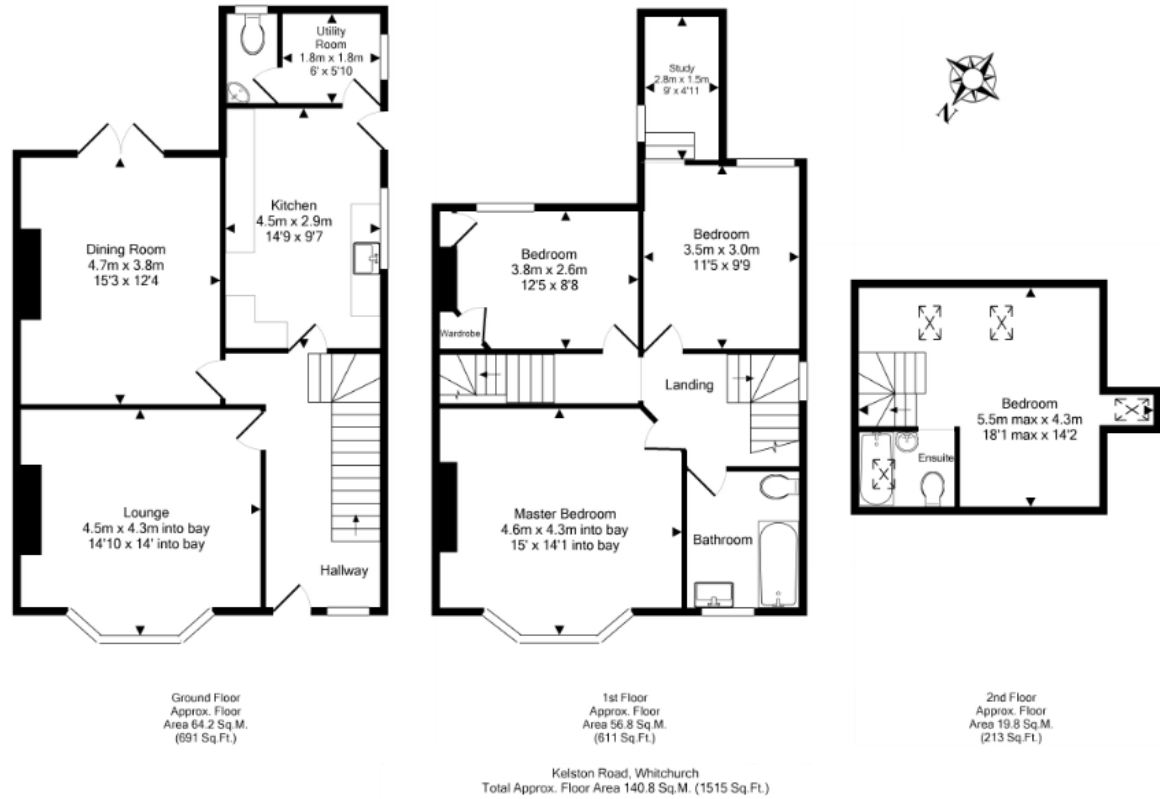 Utility
Room
1.8m x 1.8m
6' x 5'10
Kitchen
4.5m x 2.9m
14'9 x 9'7
Dining Room
4.7m x 3.8m
15'3 x 12'4
Lounge
4.5m x 4.3m into bay
14'10 x 14' into bay
Hallway
Ground Floor
Approx. Floor
Area 64.2 Sq.M.
(691 Sq.Ft.)
Study
2.8m x 1.5m
9' x 4'11
Bedroom
3.5m x 3.0m
11'5 x 9'9
Bedroom
3.8m x 2.6m
12'5 x 8'8
Wardrobe
Landing
Master Bedroom
4.6m x 4.3m into bay
15' x 14'1 into bay
Bathroom
1st Floor
Approx. Floor
Area 56.8 Sq.M.
(611 Sq.Ft.)
N
Bedroom
5.5m max x 4.3m
18'1 max x 14'2
Ensuite
2nd Floor
Approx. Floor
Area 19.8 Sq.M.
(213 Sq.Ft.)
Kelston Road, Whitchurch
Total Approx. Floor Area 140.8 Sq.M. (1515 Sq.Ft.)